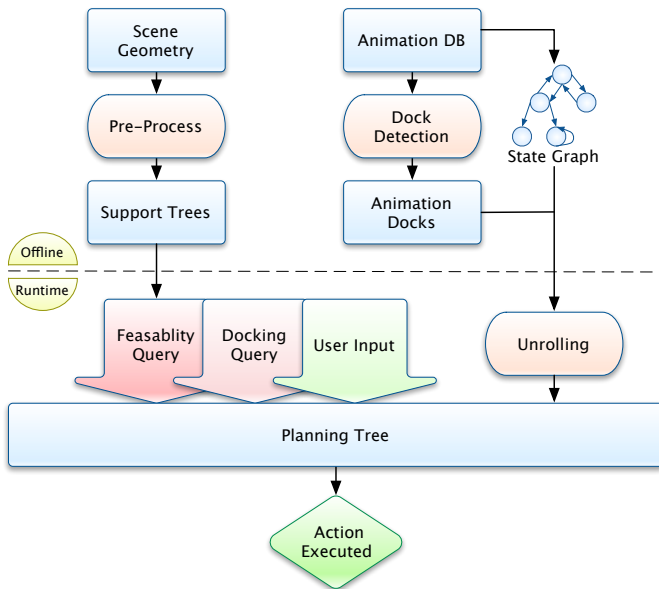 Scene
Geometry
Animation DB
Pre-Process
Dock
Detection
State Graph
Support Trees
Animation
Docks
Offline
Runtime
Feasablity
Query
Docking
Query
User Input
Unrolling
Planning Tree
Action
Executed